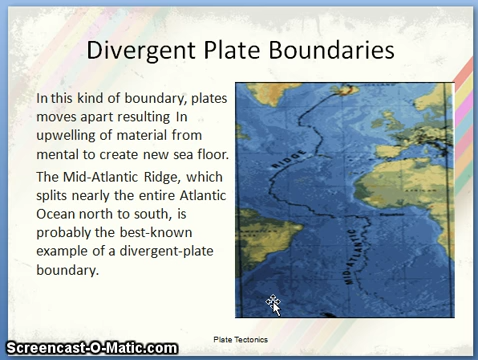 Divergent Plate Boundaries
In this kind of boundary, plates
moves apart resulting In
upwelling of material from
mental to create new sea floor.
The Mid-Atlantic Ridge, which
splits nearly the entire Atlantic
Ocean north to south, is
probably the best-known
example of a divergent-plate
boundary.
RIDGE
MID-ATLANTIC
Plate Tectonics
Screencast-O-Matic.com